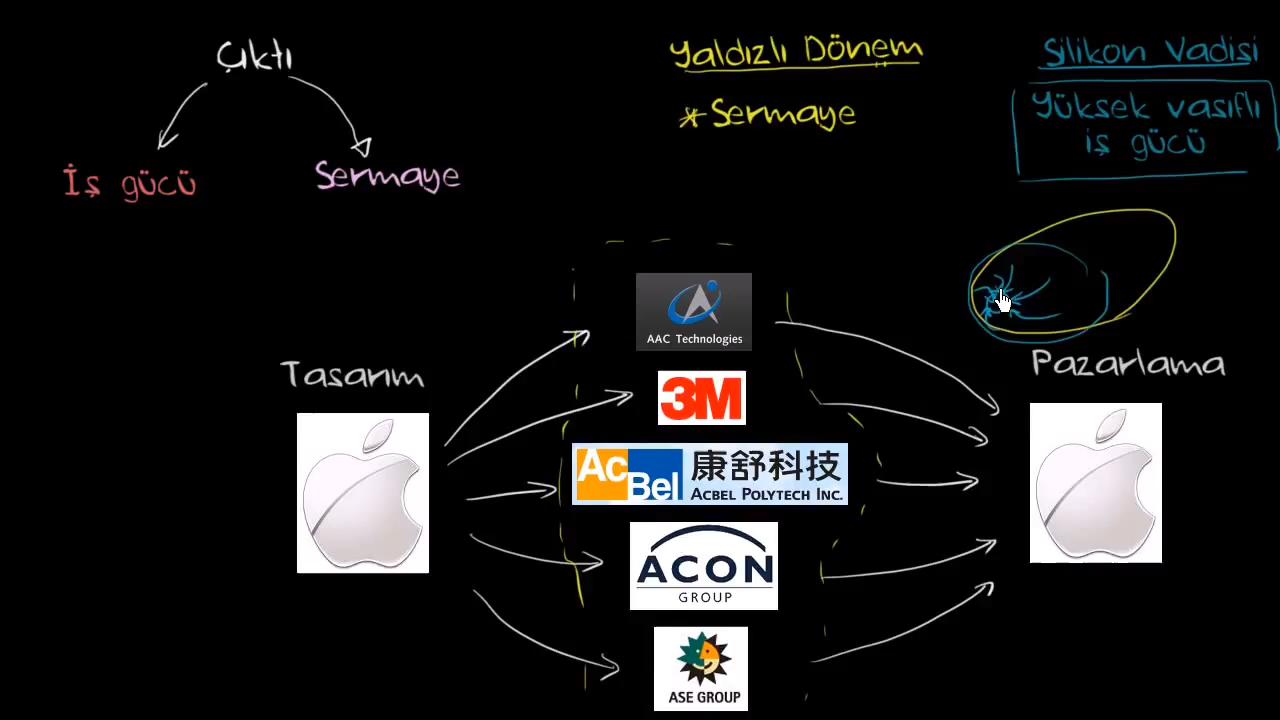 Çıktı
İş gücü
Sermaye
Yaldızlı Dönem
*Sermaye
Silikon Vadisi
Yüksek vasıflı
iş gücü
Tasarım
AAC Technologies
3M
AcBel 康舒科技
ACBEL POLYTECH INC.
ACON
GROUP
ASE GROUP
Pazarlama